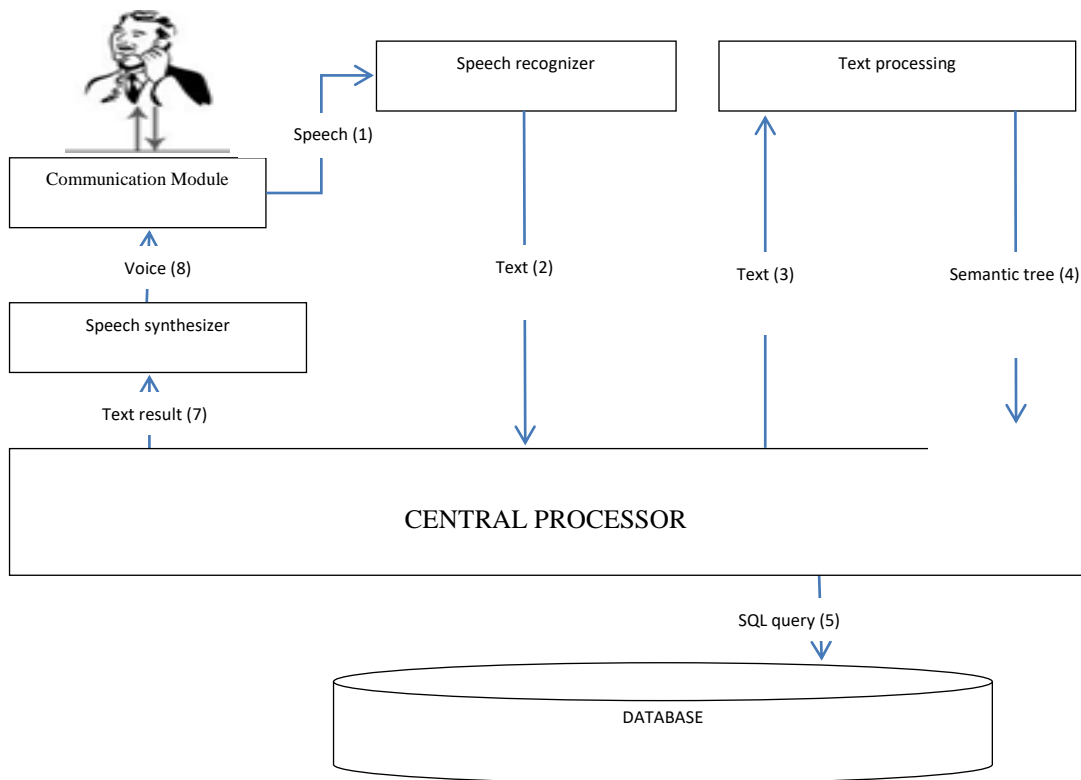 Speech recognizer
Text processing
Speech (1)
Communication Module
Voice (8)
Text (2)
Text (3)
Semantic tree (4)
Speech synthesizer
Text result (7)
CENTRAL PROCESSOR
SQL query (5)
DATABASE